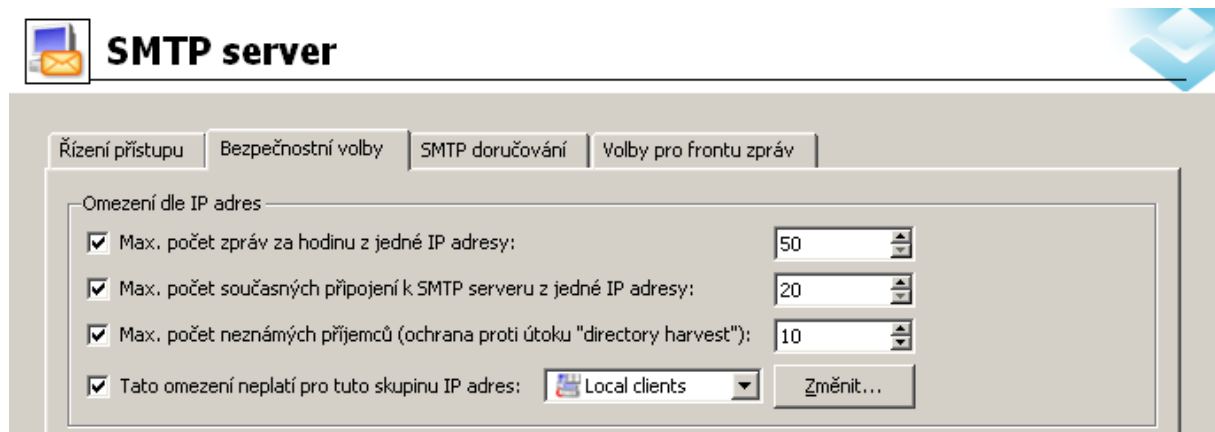 SMTP server
Řízení přístupu Bezpečnostní volby SMTP doručování Volby pro frontu zpráv
Omezení dle IP adres
Max. počet zpráv za hodinu z jedné IP adresy: 50
Max. počet současných připojení k SMTP serveru z jedné IP adresy: 20
Max. počet neznámých příjemců (ochrana proti útoku "directory harvest"): 10
Tato omezení neplatí pro tuto skupinu IP adres: Local clients Změnit...